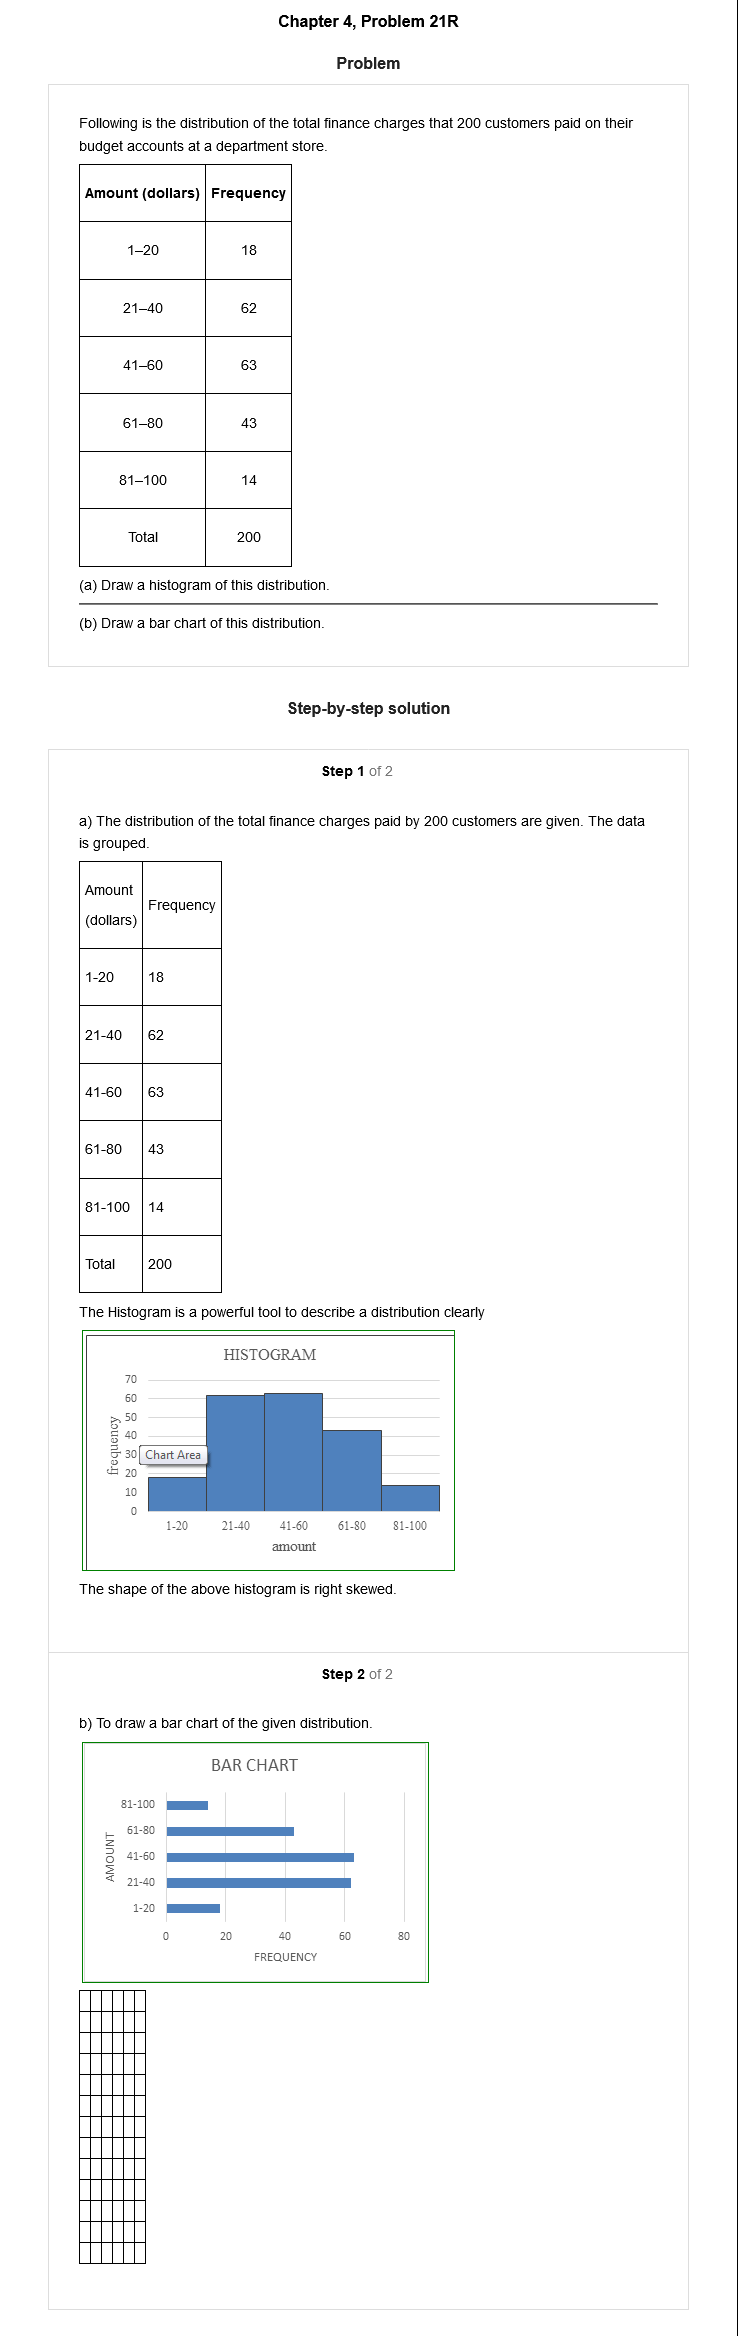 Chapter 4, Problem 21R
Problem
Following is the distribution of the total finance charges that 200 customers paid on their
budget accounts at a department store.
Amount (dollars) Frequency
1–20 18
21–40 62
41–60 63
61–80 43
81–100 14
Total 200
(a) Draw a histogram of this distribution.
(b) Draw a bar chart of this distribution.
Step-by-step solution
Step 1 of 2
a) The distribution of the total finance charges paid by 200 customers are given. The data
is grouped.
Amount
(dollars)
Frequency
1-20 18
21-40 62
41-60 63
61-80 43
81-100 14
Total 200
The Histogram is a powerful tool to describe a distribution clearly
HISTOGRAM
frequency
70
60
50
40
30
20
10
0
Chart Area
1-20 21-40 41-60 61-80 81-100
amount
The shape of the above histogram is right skewed.
Step 2 of 2
b) To draw a bar chart of the given distribution.
BAR CHART
AMOUNT
81-100
61-80
41-60
21-40
1-20
0 20 40 60 80
FREQUENCY